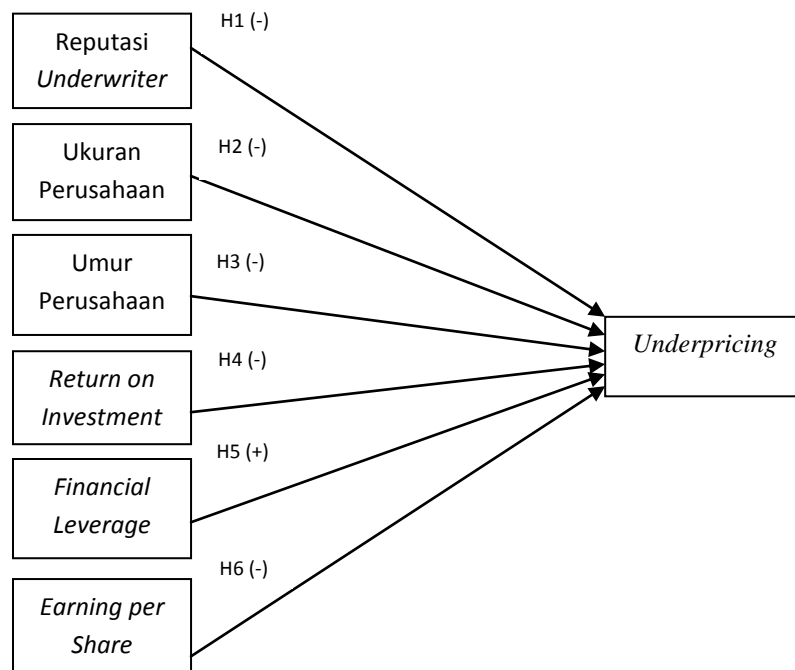 H1 (-)
Reputasi
Underwriter
H2 (-)
Ukuran
Perusahaan
H3 (-)
Umur
Perusahaan
Underpricing
H4 (-)
Return on
Investment
H5 (+)
Financial
Leverage
H6 (-)
Earning per
Share